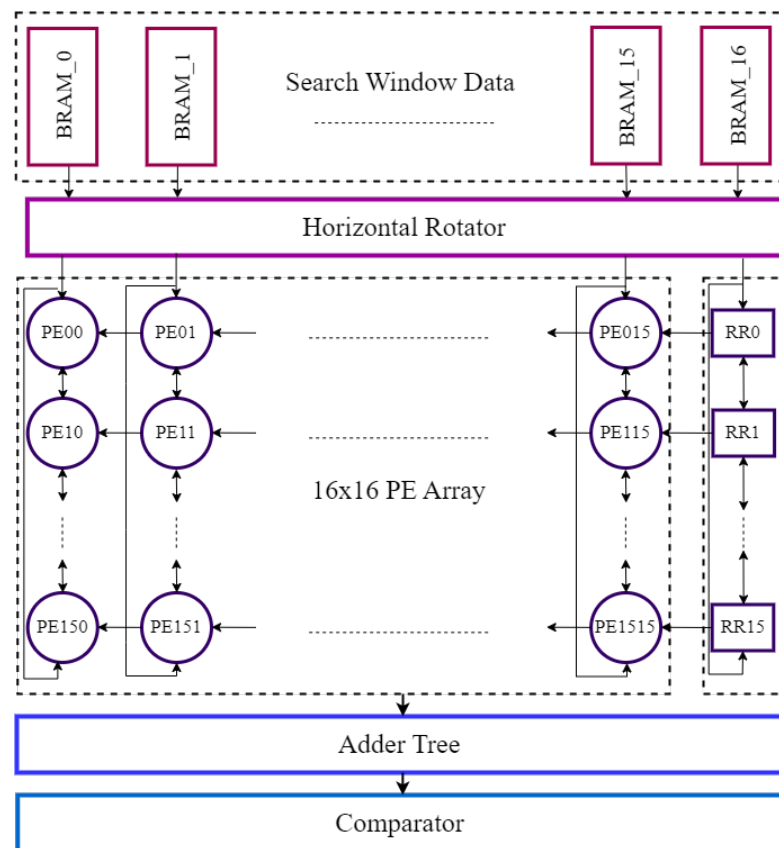 BRAM_0
BRAM_1
Search Window Data
BRAM_15
BRAM_16
Horizontal Rotator
PE00
PE01
PE015
RR0
PE10
PE11
PE115
RR1
16x16 PE Array
PE150
PE151
PE1515
RR15
Adder Tree
Comparator